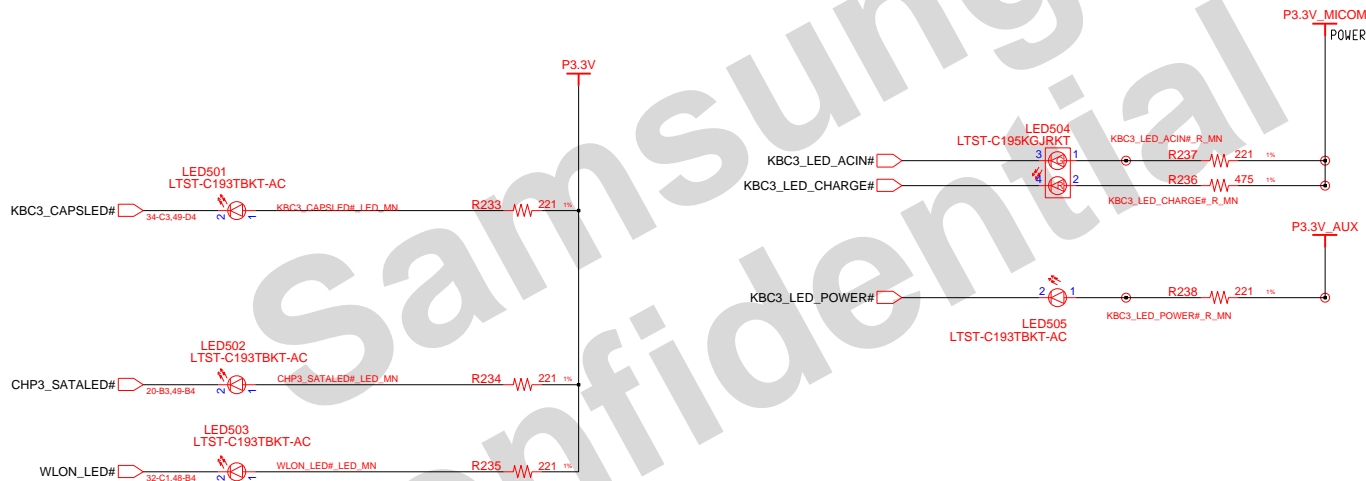 P3.3V_MICOM
POWER
P3.3V
LED504
LTST-C195KGJRKT
KBC3_LED_ACIN#
3
1
KBC3_LED_ACIN#_R_MN
R237
221
1%
KBC3_LED_CHARGE#
4
2
R236
475
1%
KBC3_LED_CHARGE#_R_MN
LED501
LTST-C193TBKT-AC
KBC3_CAPSLED#
34-C3,49-D4
2
1
KBC3_CAPSLED#_LED_MN
R233
221
1%
P3.3V_AUX
KBC3_LED_POWER#
2
1
R238
221
1%
KBC3_LED_POWER#_R_MN
LED505
LTST-C193TBKT-AC
LED502
LTST-C193TBKT-AC
CHP3_SATALED#
20-B3,49-B4
2
1
CHP3_SATALED#_LED_MN
R234
221
1%
LED503
LTST-C193TBKT-AC
WLON_LED#
32-C1,48-B4
2
1
WLON_LED#_LED_MN
R235
221
1%
Samsung
Confidential